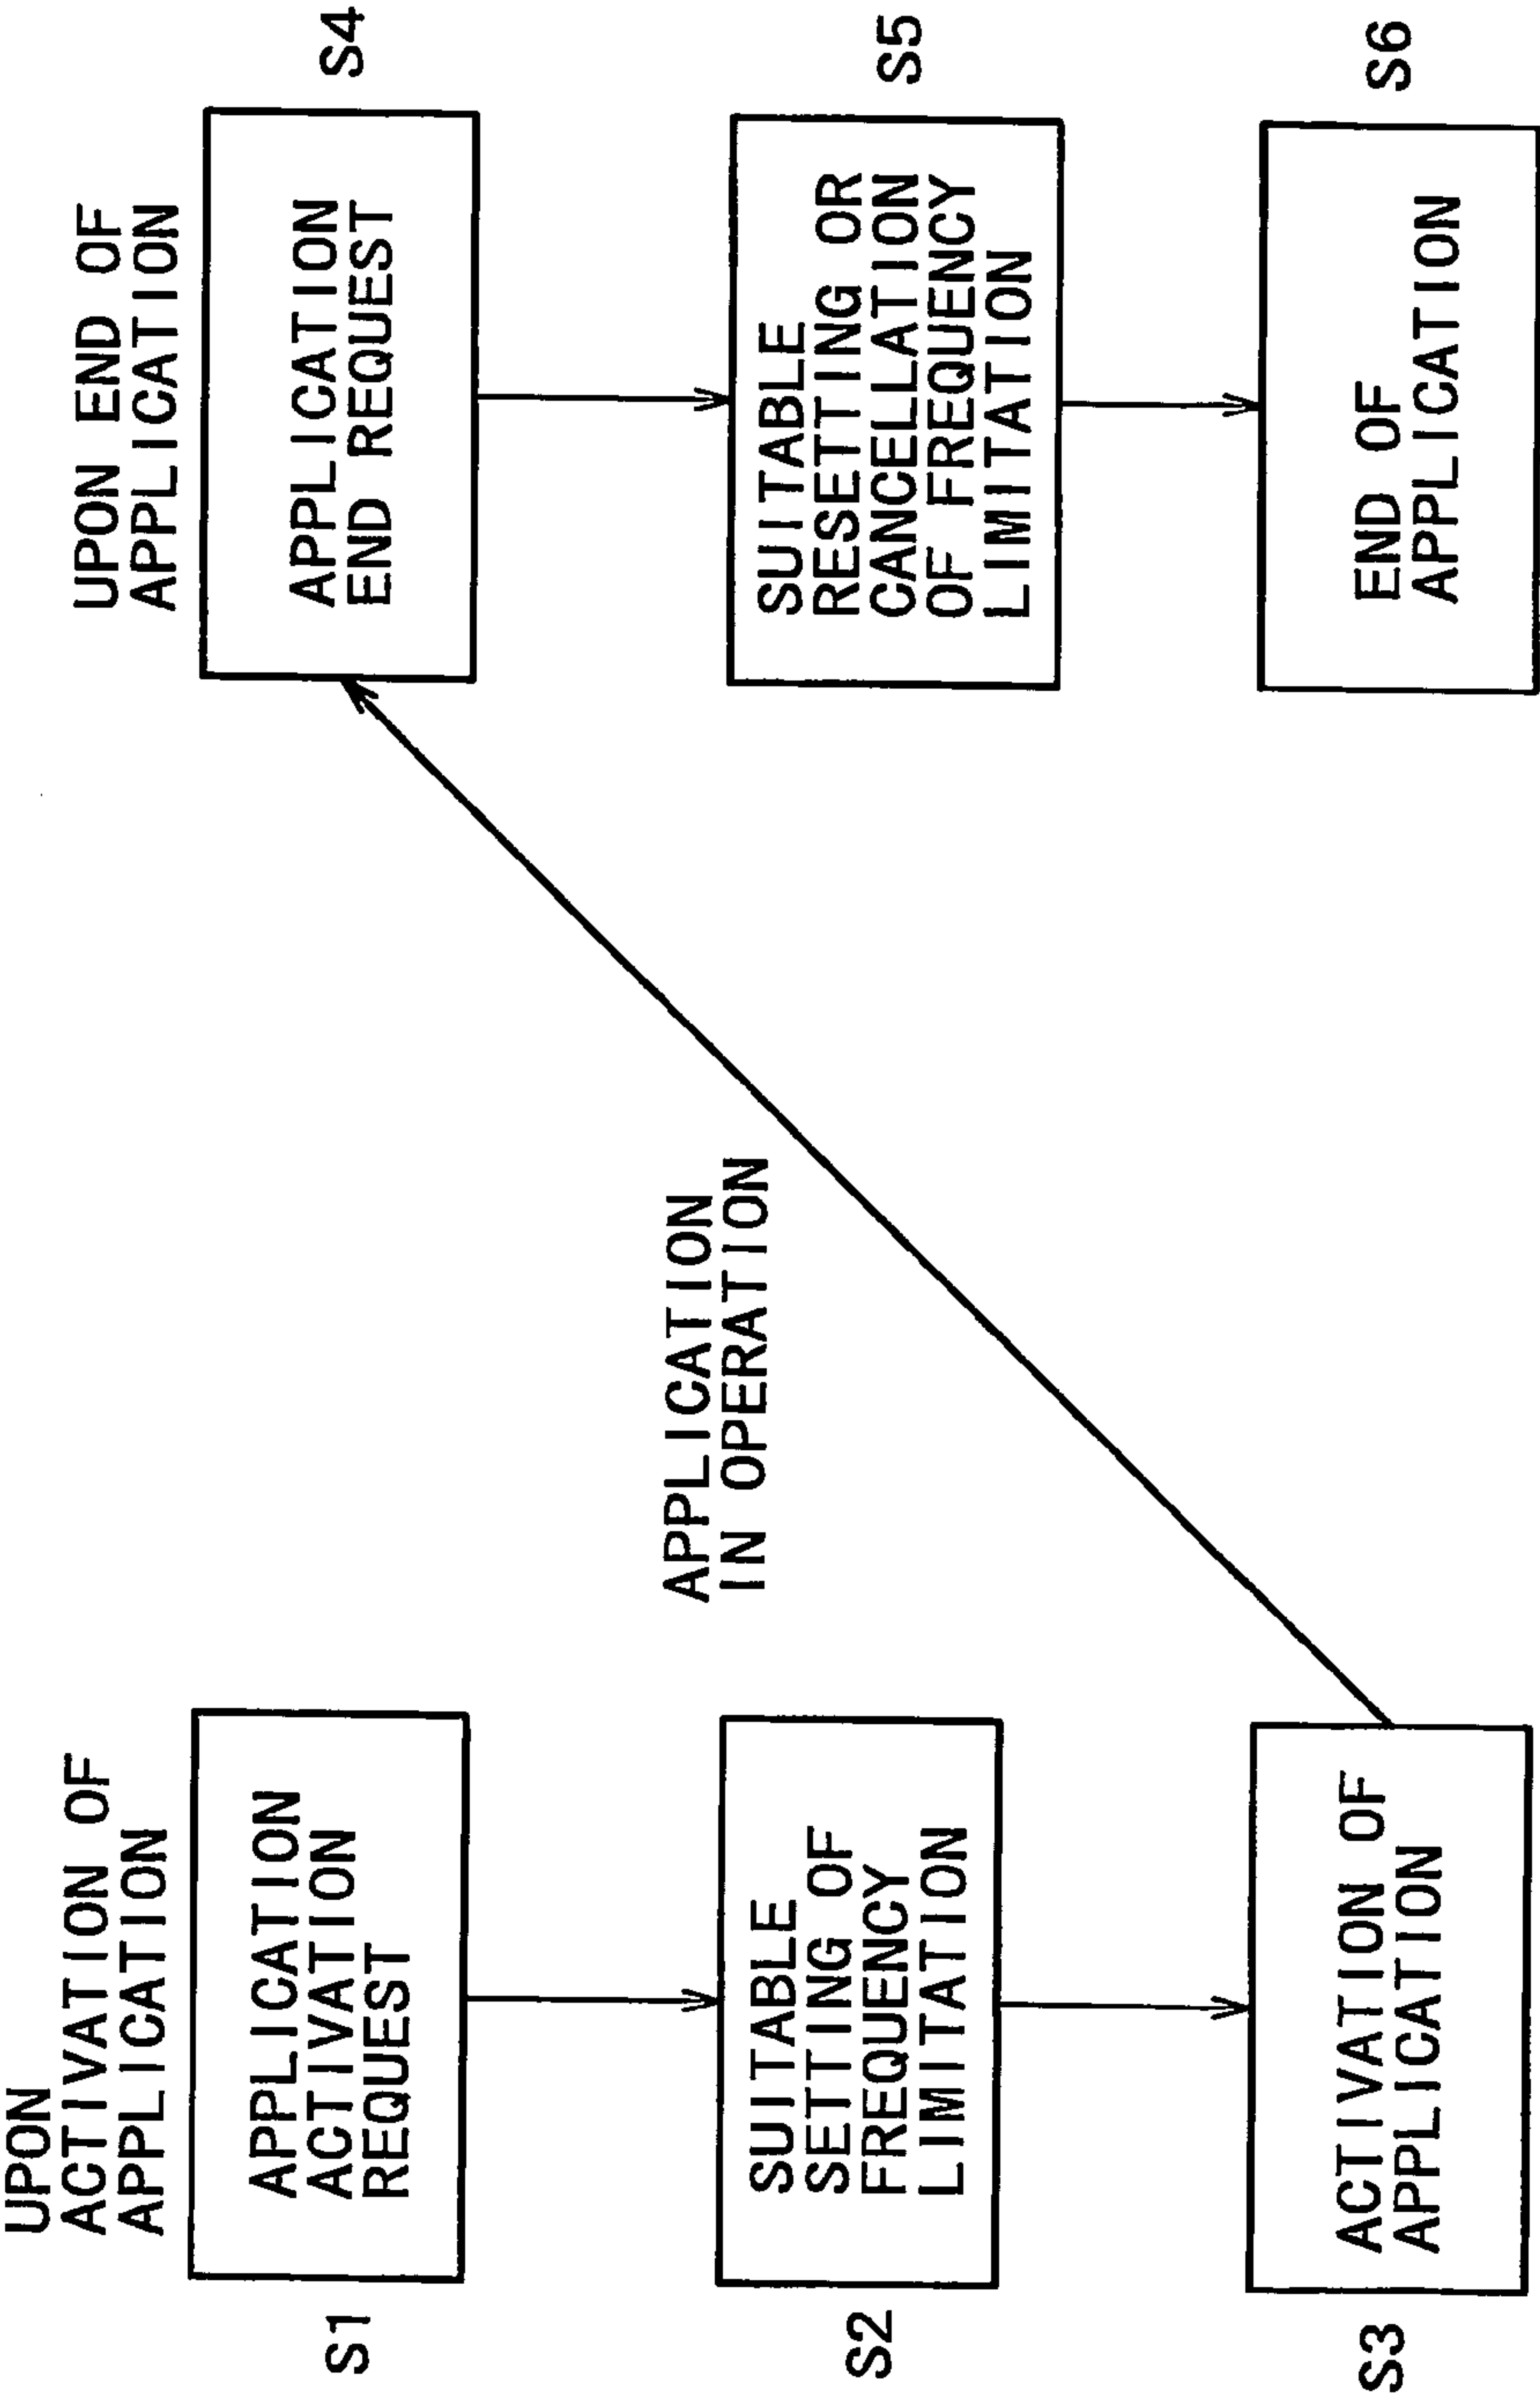 UPON
ACTIVATION OF
APPLICATION
S1
APPLICATION
ACTIVATION
REQUEST
S2
SUITABLE
SETTING OF
FREQUENCY
LIMITATION
S3
ACTIVATION OF
APPLICATION
APPLICATION
IN OPERATION
UPON END OF
APPLICATION
APPLICATION
END REQUEST
S4
SUITABLE
RESETTING OR
CANCELLATION
OF FREQUENCY
LIMITATION
S5
END OF
APPLICATION
S6